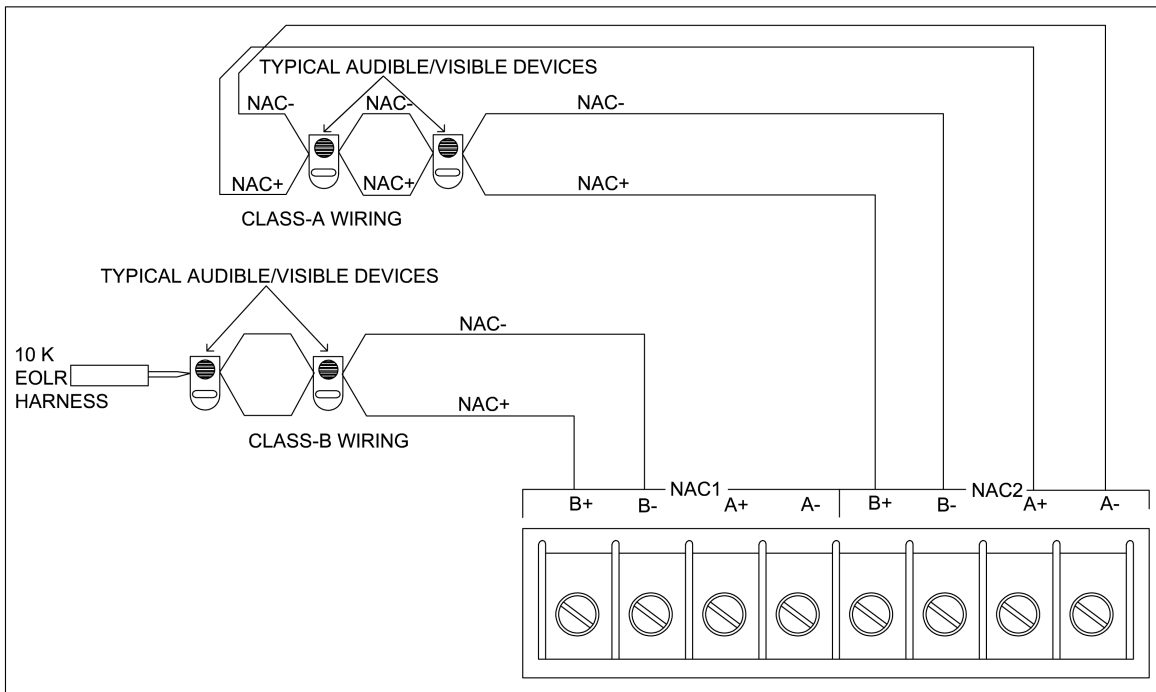 TYPICAL AUDIBLE/VISIBLE DEVICES
NAC- NAC- NAC-
NAC+ NAC+ NAC+
CLASS-A WIRING
TYPICAL AUDIBLE/VISIBLE DEVICES
NAC-
10 K
EOLR
HARNESS
NAC+
CLASS-B WIRING
NAC1 NAC2
B+ B- A+ A- B+ B- A+ A-